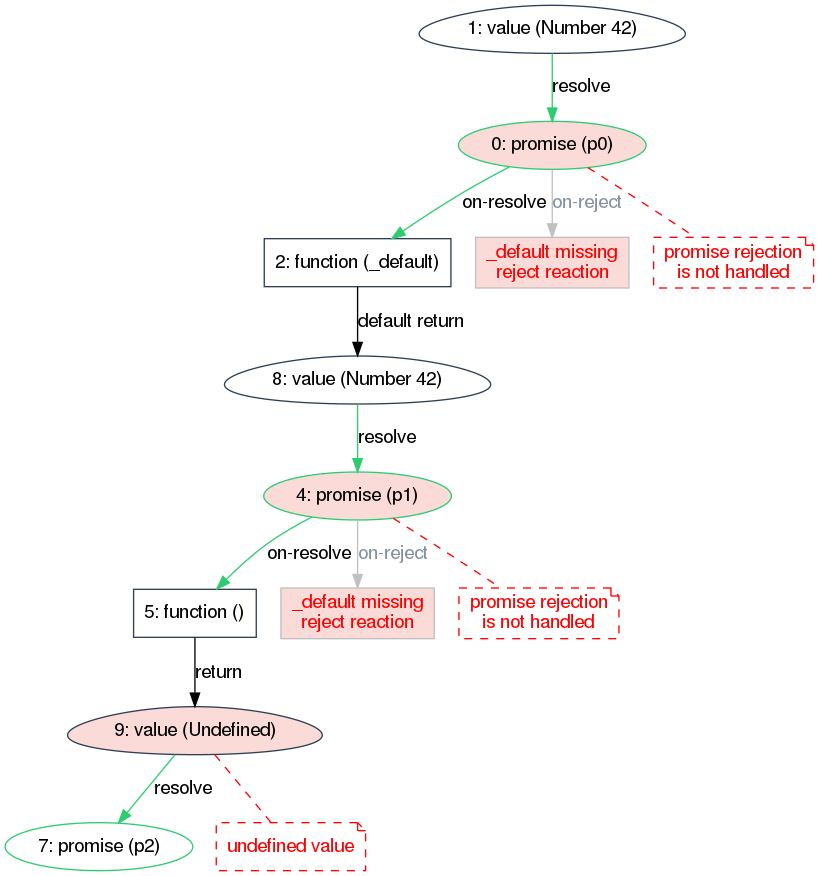 1: value (Number 42)
resolve
0: promise (p0)
on-resolve
on-reject
2: function (_default)
_default missing
reject reaction
promise rejection
is not handled
default return
8: value (Number 42)
resolve
4: promise (p1)
on-resolve
on-reject
5: function ()
_default missing
reject reaction
promise rejection
is not handled
return
9: value (Undefined)
resolve
7: promise (p2)
undefined value